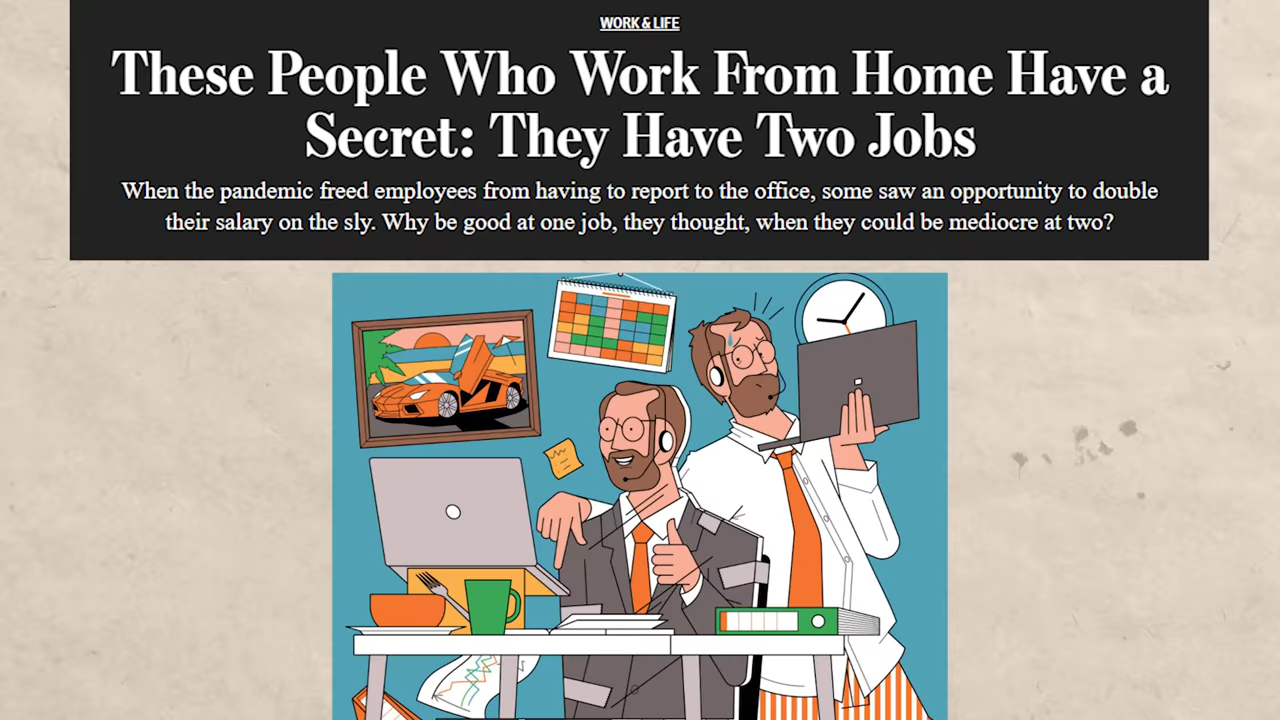 WORK & LIFE
These People Who Work From Home Have a
Secret: They Have Two Jobs
When the pandemic freed employees from having to report to the office, some saw an opportunity to double
their salary on the sly. Why be good at one job, they thought, when they could be mediocre at two?